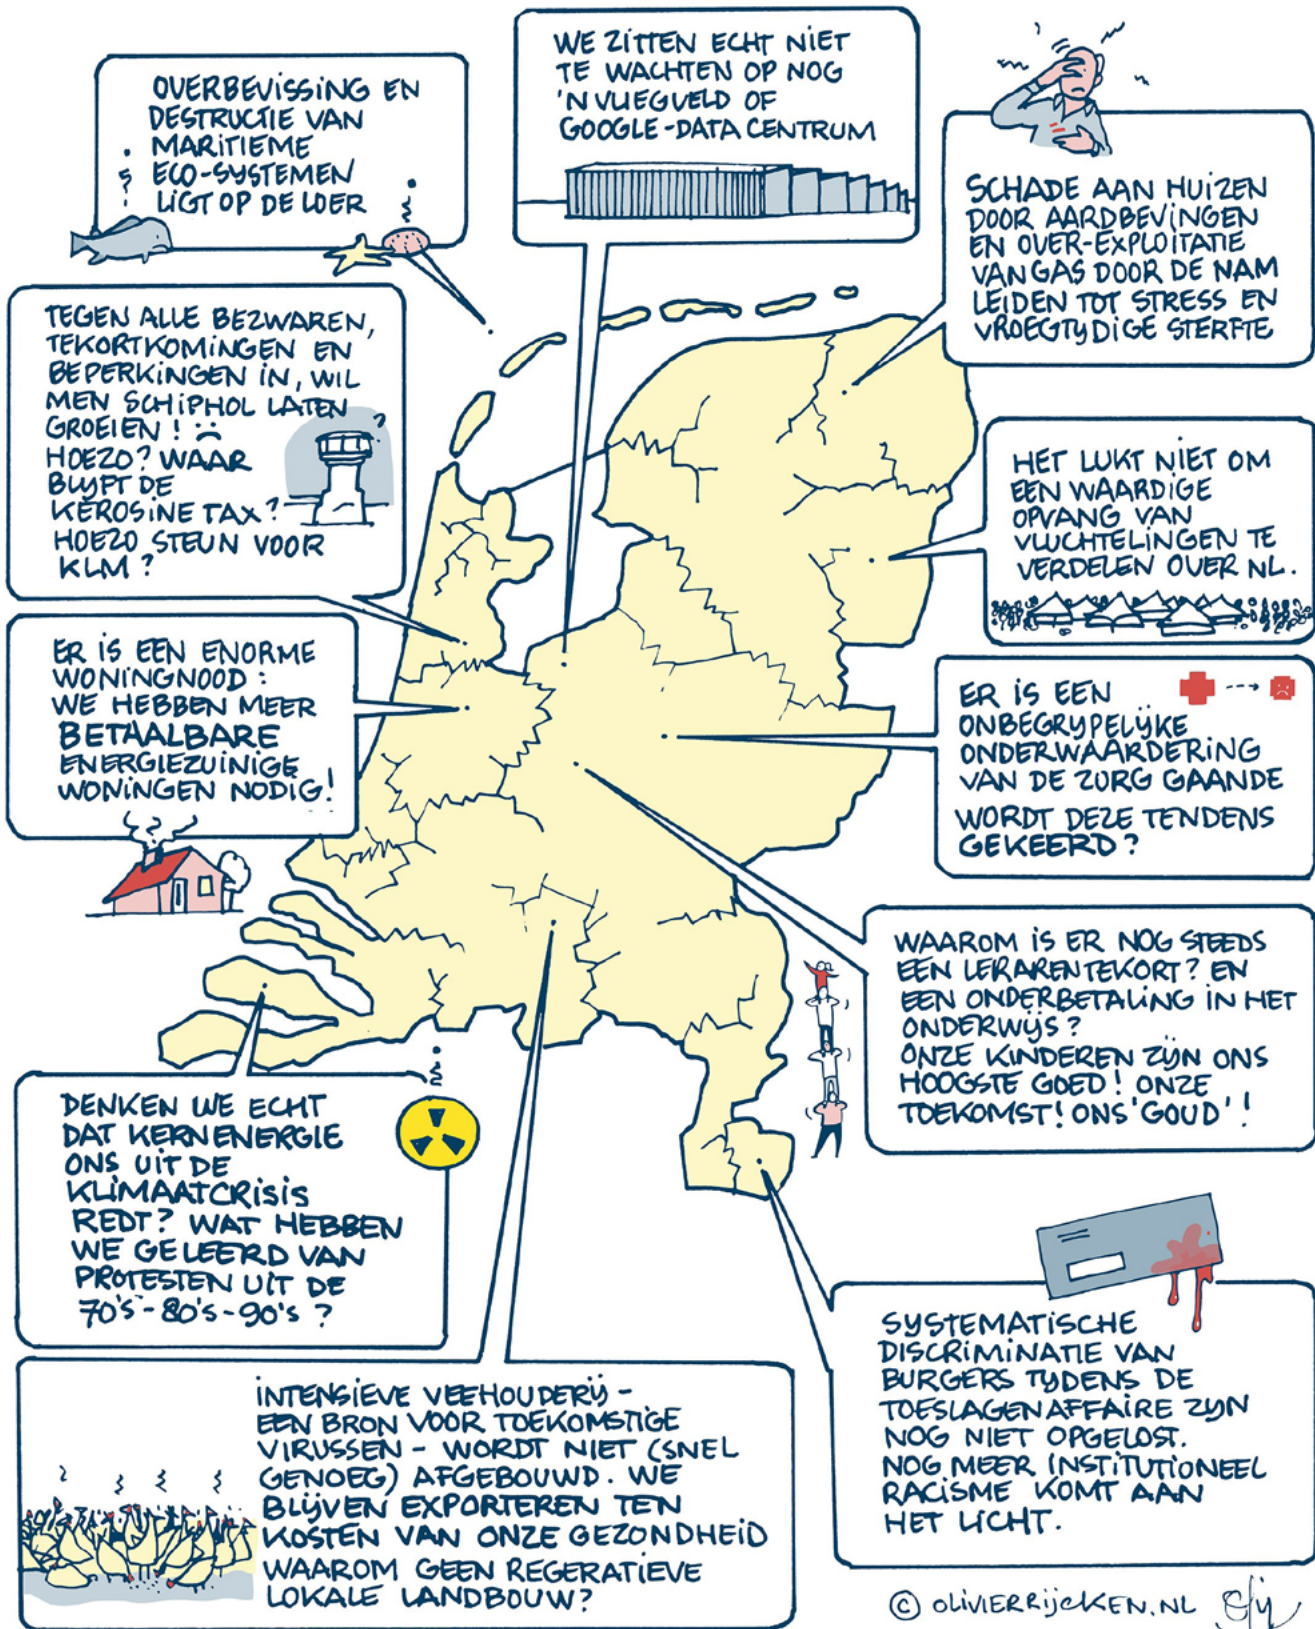 OVERBEVISSING EN
DESTRUCTIE VAN
MARITIEME
ECO-SYSTEMEN
LIGT OP DE LOER
WE ZITTEN ECHT NIET
TE WACHTEN OP NOG
'N VLIEGVELD OF
GOOGLE-DATA CENTRUM
SCHADE AAN HUIZEN
DOOR AARDBEVINGEN
EN OVER-EXPLOITATIE
VAN GAS DOOR DE NAM
LEIDEN TOT STRESS EN
VROEGTIJDIGE STERFTE
TEGEN ALLE BEZWAREN,
TEKORTKOMINGEN EN
BEPERKINGEN IN, WIL
MEN SCHIPHOL LATEN
GROEIEN!
HOEZO? WAAR
BLIJFT DE
KEROSINE TAX?
HOEZO STEUN VOOR
KLM?
?
HET LUKT NIET OM
EEN WAARDIGE
OPVANG VAN
VLUCHTELINGEN TE
VERDELEN OVER NL.
ER IS EEN ENORME
WONINGNOOD:
WE HEBBEN MEER
BETAALBARE
ENERGIEZUINIGE
WONINGEN NODIG!
ER IS EEN
ONBEGRYPELIJKE
ONDERWAARDERING
VAN DE ZORG GAANDE
WORDT DEZE TENDENS
GEKEERD?
WAAROM IS ER NOG STEEDS
EEN LERARENTEKORT? EN
EEN ONDERBETALING IN HET
ONDERWIJS?
ONZE KINDEREN ZIJN ONS
HOOGSTE GOED! ONZE
TOEKOMST! ONS 'GOUD'!
DENKEN WE ECHT
DAT KERNENERGIE
ONS UIT DE
KLIMAATCRISIS
REDT? WAT HEBBEN
WE GELEERD VAN
PROTESTEN UIT DE
70's-80's-90's?
SYSTEMATISCHE
DISCRIMINATIE VAN
BURGERS TIJDENS DE
TOESLAGENAFFAIRE ZIJN
NOG NIET OPGELOST.
NOG MEER INSTITUTIONEEL
RACISME KOMT AAN
HET LICHT.
INTENSIEVE VEEHOUDERIJ -
EEN BRON VOOR TOEKOMSTIGE
VIRUSSEN - WORDT NIET (SNEL
GENOEG) AFGEBOUWD. WE
BLIJVEN EXPORTEREN TEN
KOSTEN VAN ONZE GEZONDHEID
WAAROM GEEN REGERATIEVE
LOKALE LANDBOUW?
© OLIVIERRIJCKEN.NL